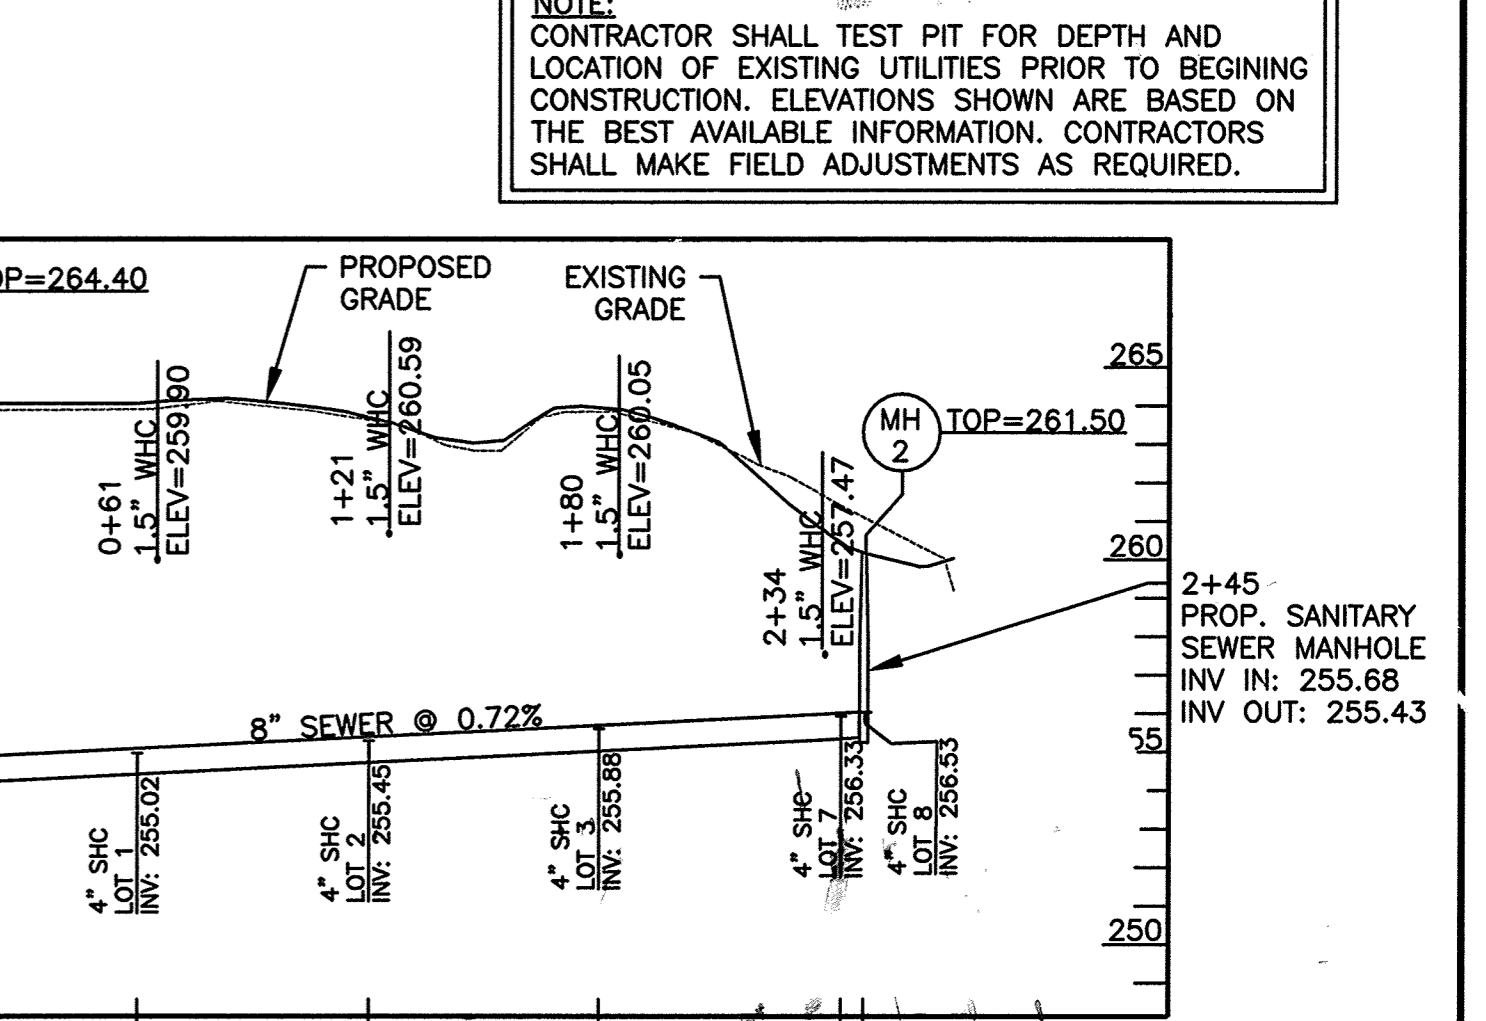 NOTE:
CONTRACTOR SHALL TEST PIT FOR DEPTH AND
LOCATION OF EXISTING UTILITIES PRIOR TO BEGINING
CONSTRUCTION. ELEVATIONS SHOWN ARE BASED ON
THE BEST AVAILABLE INFORMATION. CONTRACTORS
SHALL MAKE FIELD ADJUSTMENTS AS REQUIRED.
OP=264.40
PROPOSED
GRADE
EXISTING
GRADE
0+61
1.5" WHC
ELEV=259.90
1+21
1.5" WHC
ELEV=260.59
1+80
1.5" WHC
ELEV=260.05
2+34
1.5" WHC
ELEV=257.47
MH
2
TOP=261.50
265
260
55
250
2+45
PROP. SANITARY
SEWER MANHOLE
INV IN: 255.68
INV OUT: 255.43
8" SEWER @ 0.72%
4" SHC
LOT 1
INV: 255.02
4" SHC
LOT 2
INV: 255.45
4" SHC
LOT 3
INV: 255.88
4" SHC
LOT 7
INV: 256.33
4" SHC
LOT 8
INV: 256.53